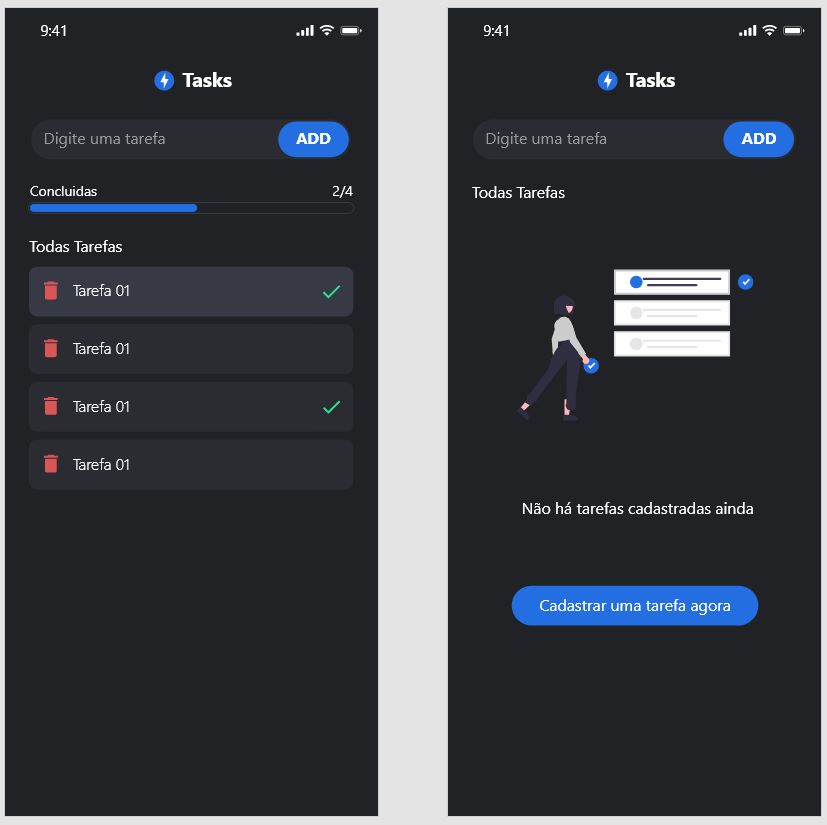 9:41
Tasks
Digite uma tarefa
ADD
Concluidas
2/4
Todas Tarefas
Tarefa 01
Tarefa 01
Tarefa 01
Tarefa 01
9:41
Tasks
Digite uma tarefa
ADD
Todas Tarefas
Não há tarefas cadastradas ainda
Cadastrar uma tarefa agora